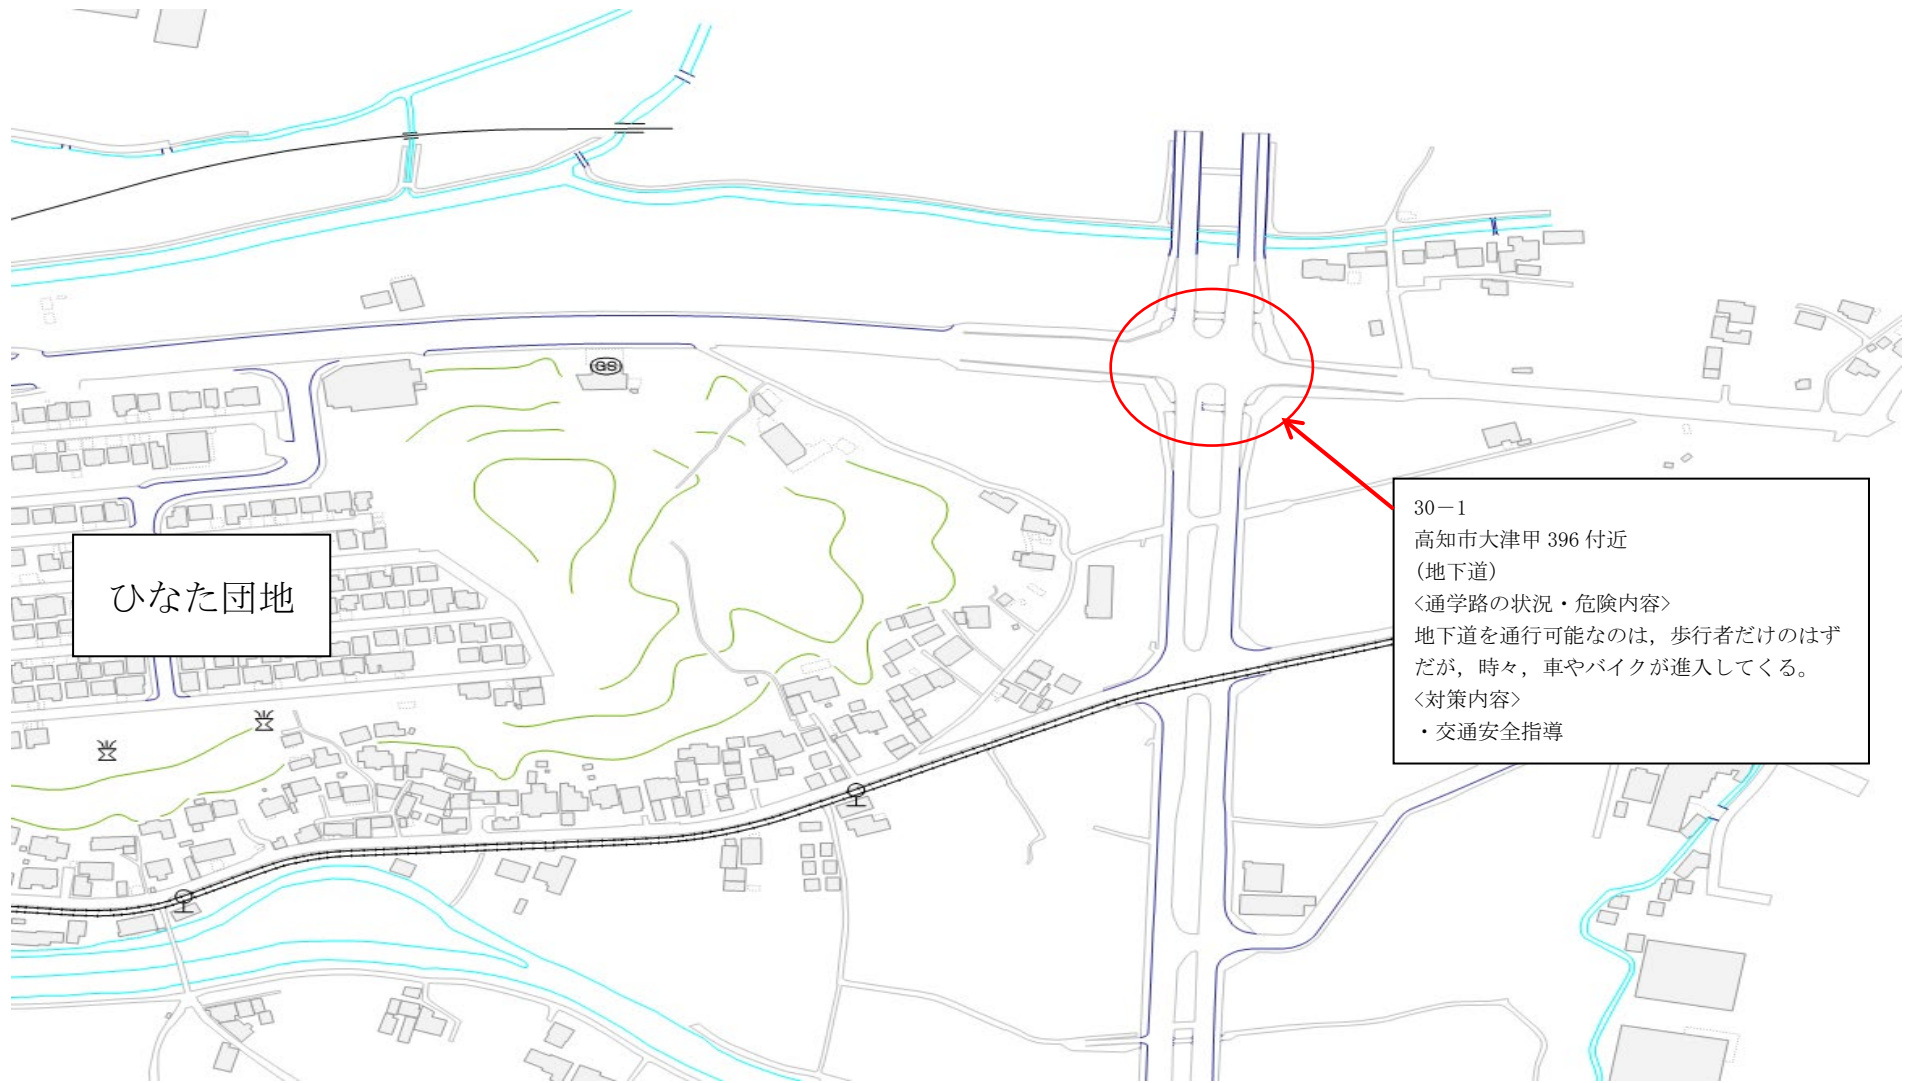 GS
ひなた団地
30－1
高知市大津甲 396 付近
(地下道)
<通学路の状況・危険内容>
地下道を通行可能なのは，歩行者だけのはず
だが，時々，車やバイクが進入してくる。
<対策内容>
・交通安全指導